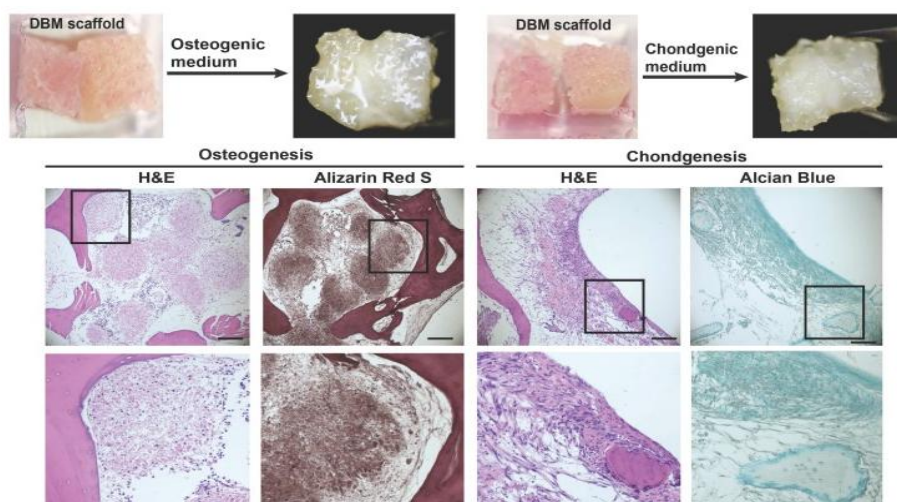 DBM scaffold
Osteogenic
medium
DBM scaffold
Chondgenic
medium
Osteogenesis
Chondgenesis
H&E
Alizarin Red S
H&E
Alcian Blue